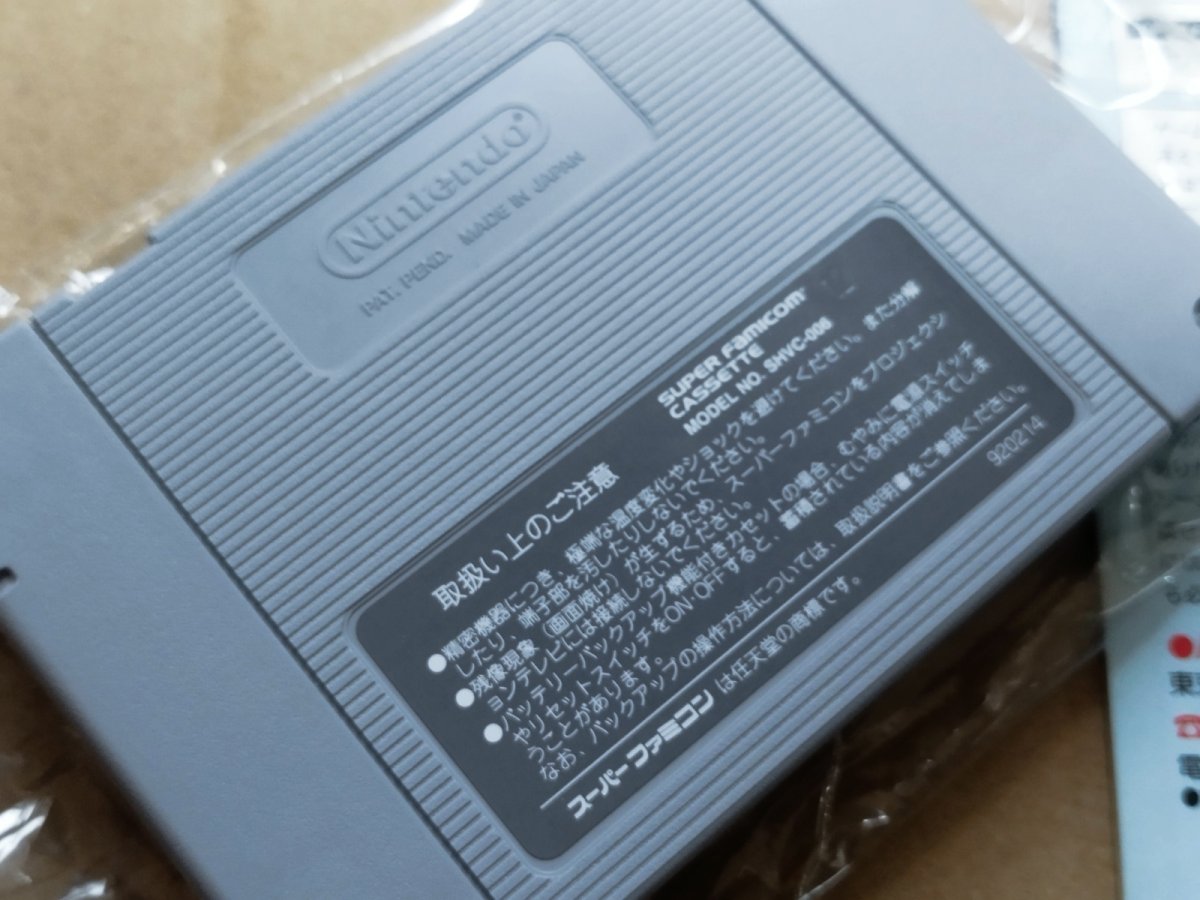 Nintendo®
PAT. PEND. MADE IN JAPAN
SUPER FAMICOM
CASSETTE
MODEL NO. SHVC-006
取扱い上のご注意
●精密機器につき、極端な温度変化やショックを避けてください。また分解
したり、端子部を汚したりしないでください。
●残像現象（画面焼け）が生ずるため、スーパーファミコンをプロジェクシ
ョンテレビには接続しないでください。
●バッテリーバックアップ機能付きカセットの場合、むやみに電源スイッチ
やリセットスイッチをON-OFFすると、蓄積されている内容が消えてしま
うことがあります。
なお、バックアップの操作方法については、取扱説明書をご参照ください。
スーパーファミコンは任天堂の商標です。
920214
東
電